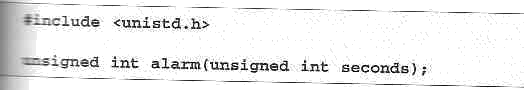 #include <unistd.h>
unsigned int alarm(unsigned int seconds);